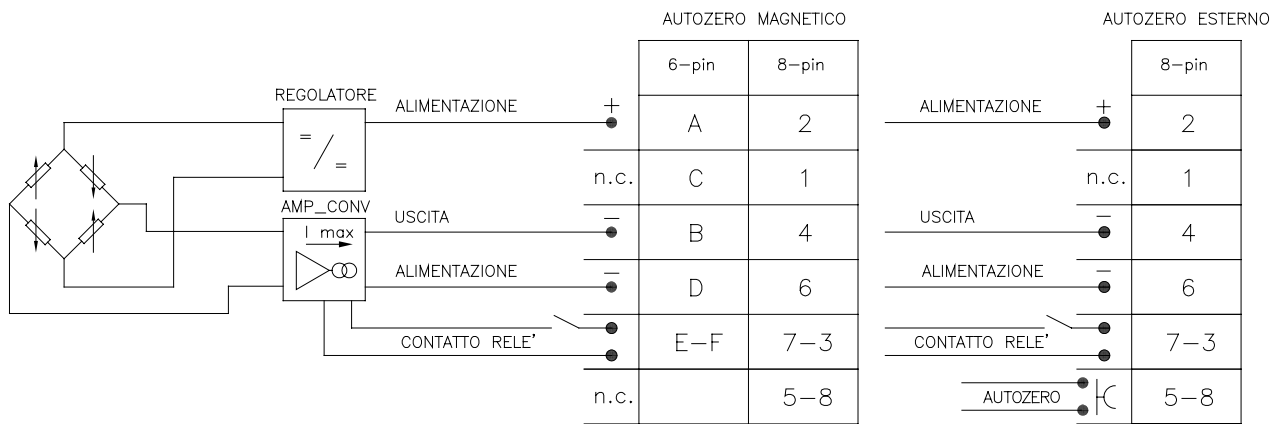 AUTOZERO MAGNETICO
6-pin 8-pin
REGOLATORE
= / =
ALIMENTAZIONE + A 2
n.c. C 1
AMP_CONV
I max
USCITA − B 4
ALIMENTAZIONE − D 6
CONTATTO RELE’ E-F 7-3
n.c. 5-8
AUTOZERO ESTERNO
8-pin
ALIMENTAZIONE + 2
n.c. 1
USCITA − 4
ALIMENTAZIONE − 6
CONTATTO RELE’ 7-3
AUTOZERO 5-8